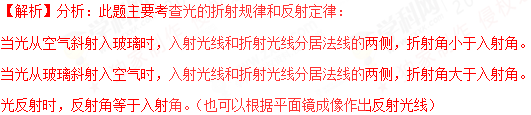 【解析】分析：此题主要考查光的折射规律和反射定律：
当光从空气斜射入玻璃时，入射光线和折射光线分居法线的两侧，折射角小于入射角。
当光从玻璃斜射入空气时，入射光线和折射光线分居法线的两侧，折射角大于入射角。
光反射时，反射角等于入射角。（也可以根据平面镜成像作出反射光线）